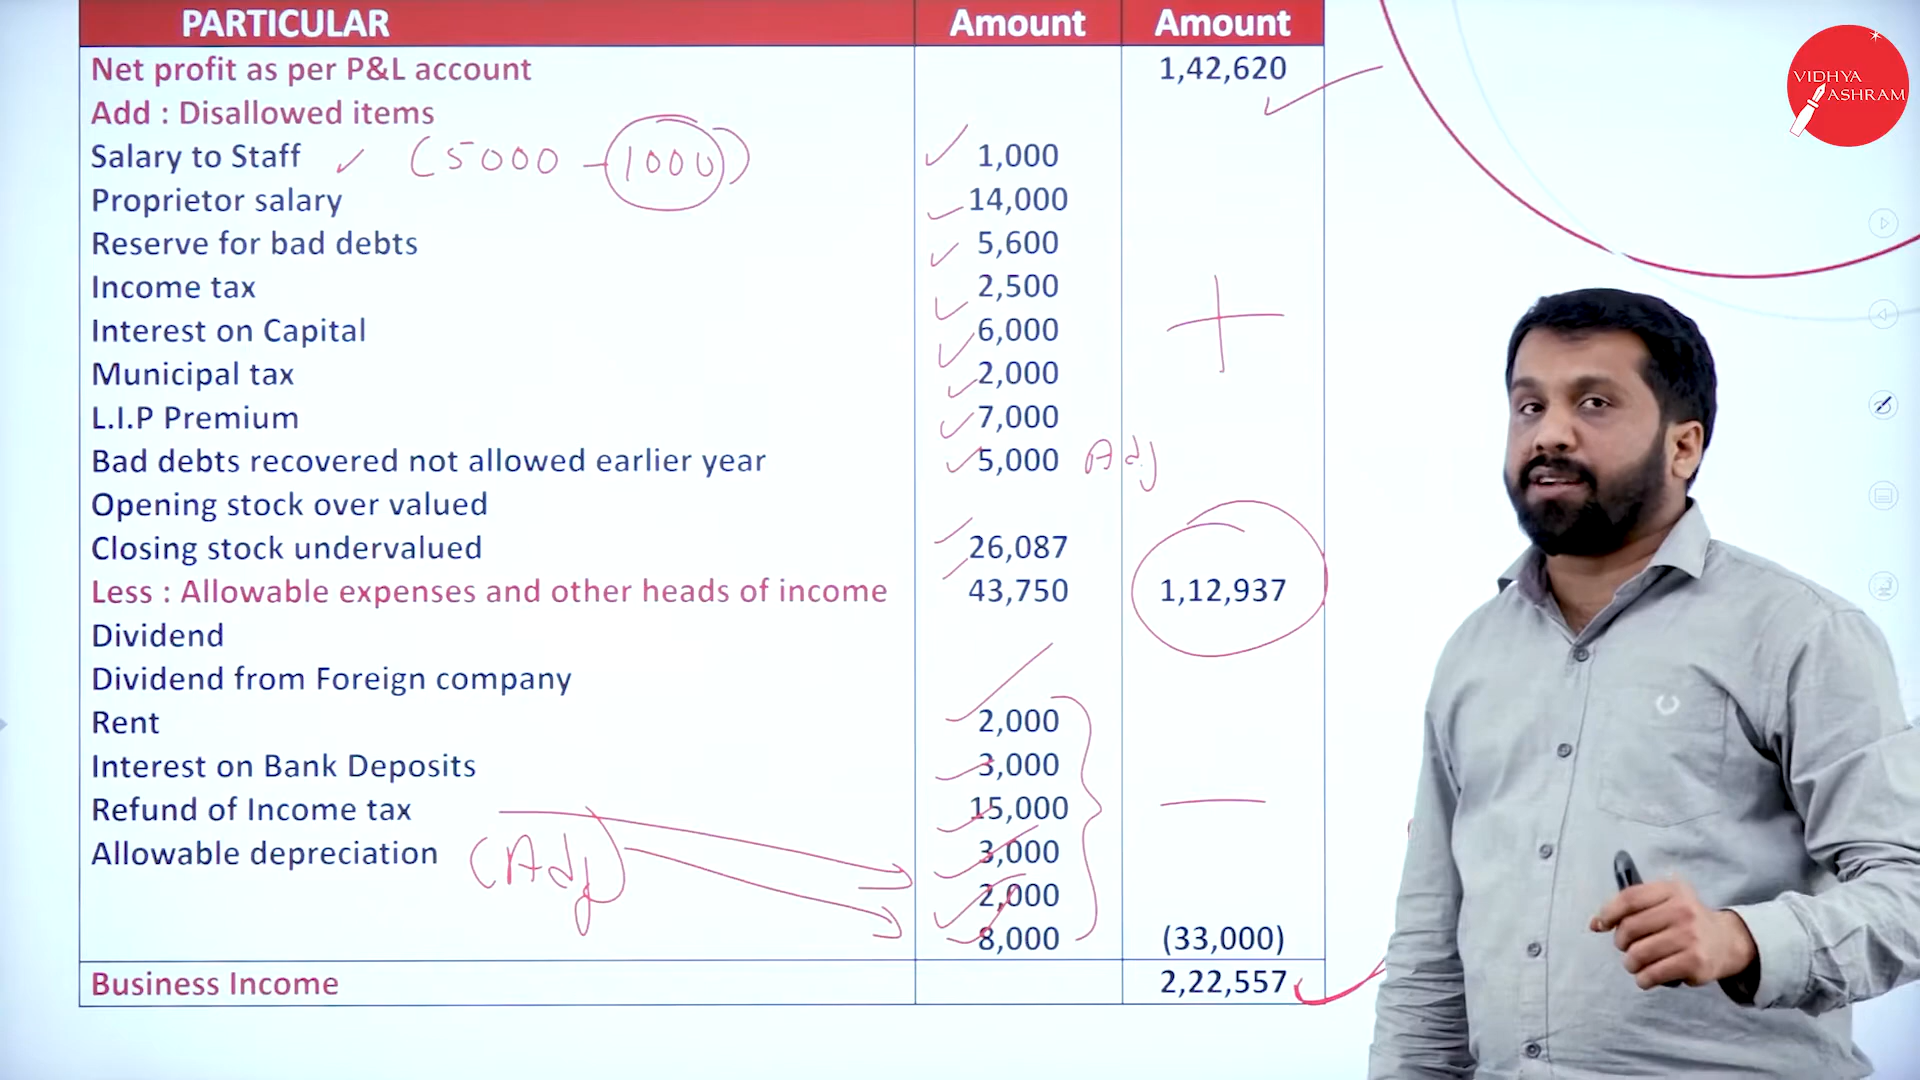 PARTICULAR Amount Amount
Net profit as per P&L account 1,42,620
Add : Disallowed items
Salary to Staff (5000 - 1000) 1,000
Proprietor salary 14,000
Reserve for bad debts 5,600
Income tax 2,500
Interest on Capital 6,000
Municipal tax 2,000
L.I.P Premium 7,000
Bad debts recovered not allowed earlier year 5,000 Adj
Opening stock over valued
Closing stock undervalued 26,087
Less : Allowable expenses and other heads of income 43,750 1,12,937
Dividend
Dividend from Foreign company
Rent 2,000
Interest on Bank Deposits 3,000
Refund of Income tax 15,000
Allowable depreciation (Adj) 3,000
2,000
8,000 (33,000)
Business Income 2,22,557
VIDHYA
ASHRAM